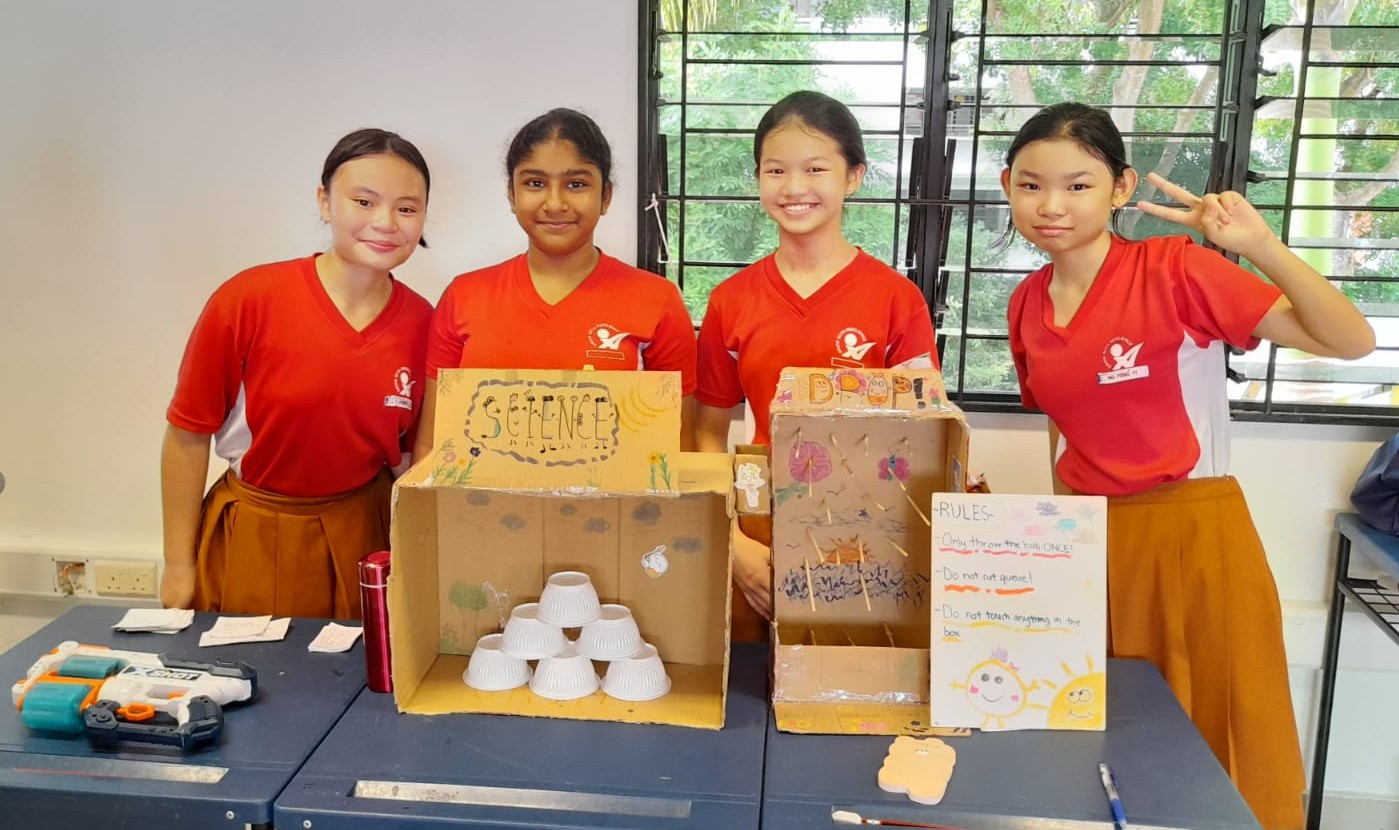 SCIENCE
DROP!
-RULES-
-Only throw the ball ONCE!
-Do not cut queue!
-Do not touch anything in the
box
X-SHOT